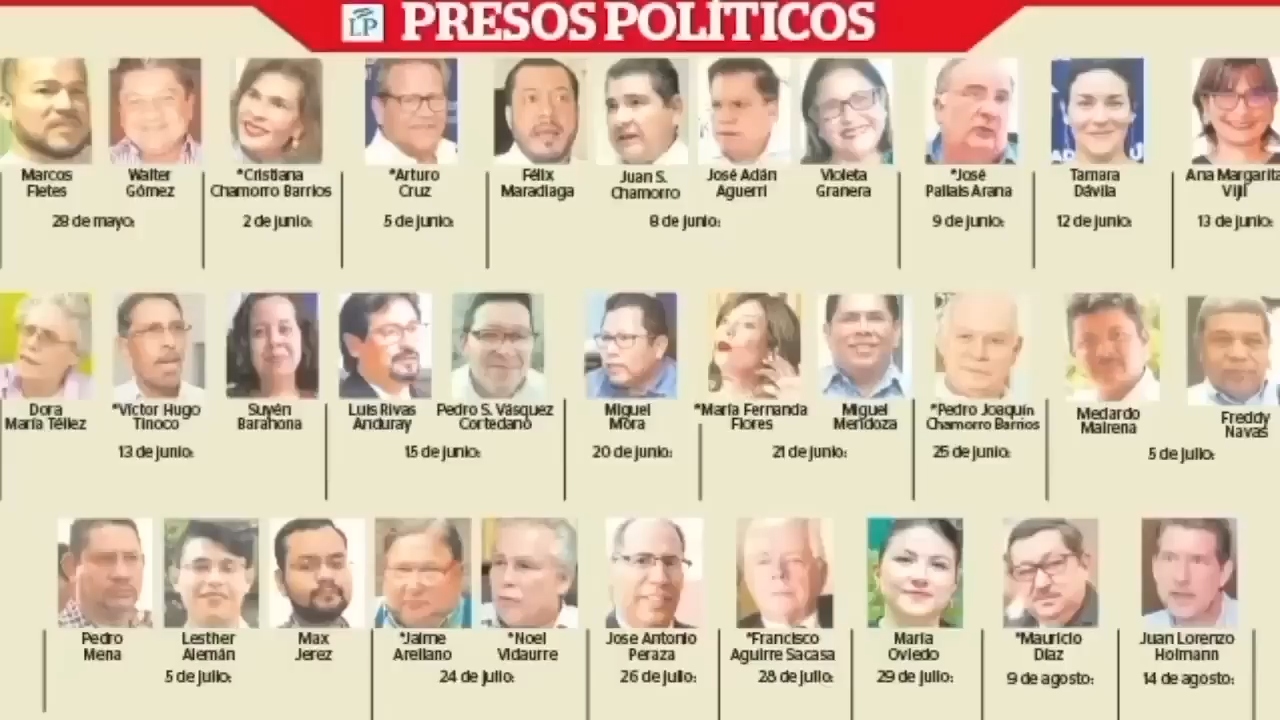 LP PRESOS POLÍTICOS
Marcos
Fletes
Walter
Gómez
28 de mayo:
*Cristiana
Chamorro Barrios
2 de junio:
*Arturo
Cruz
5 de junio:
Félix
Maradiaga
Juan S.
Chamorro
José Adán
Aguerri
Violeta
Granera
8 de junio:
*José
Pallais Arana
9 de junio:
Tamara
Dávila
12 de junio:
Ana Margarita
Vijil
13 de junio:
Dora
María Téllez
*Víctor Hugo
Tinoco
Suyén
Barahona
13 de junio:
Luis Rivas
Anduray
Pedro S. Vásquez
Cortedano
15 de junio:
Miguel
Mora
20 de junio:
*María Fernanda
Flores
Miguel
Mendoza
21 de junio:
*Pedro Joaquín
Chamorro Barrios
25 de junio:
Medardo
Mairena
Freddy
Navas
5 de julio:
Pedro
Mena
Lesther
Alemán
Max
Jerez
5 de julio:
*Jaime
Arellano
*Noel
Vidaurre
24 de julio:
Jose Antonio
Peraza
26 de julio:
*Francisco
Aguirre Sacasa
28 de julio:
María
Oviedo
29 de julio:
*Mauricio
Díaz
9 de agosto:
Juan Lorenzo
Holmann
14 de agosto: